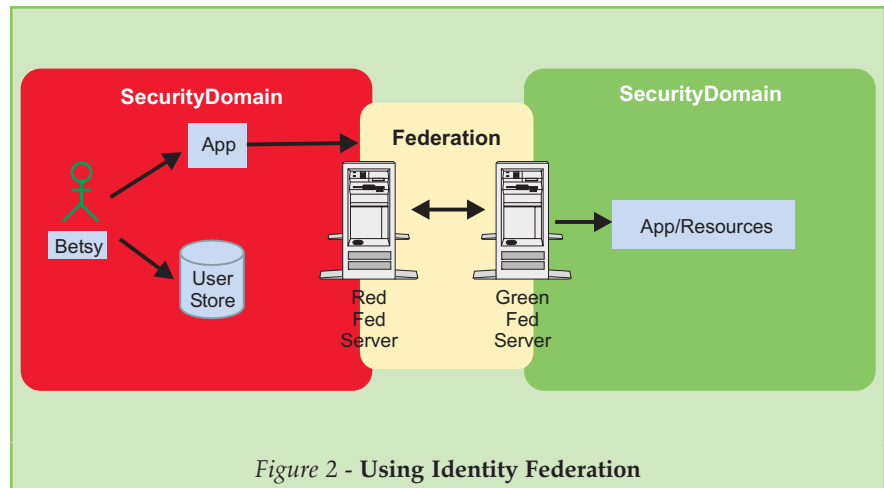 SecurityDomain
App
Betsy
User
Store
Federation
Red
Fed
Server
Green
Fed
Server
SecurityDomain
App/Resources
Figure 2 - Using Identity Federation